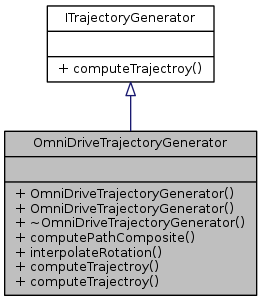 ITrajectoryGenerator
+ computeTrajectroy()
OmniDriveTrajectoryGenerator
+ OmniDriveTrajectoryGenerator()
+ OmniDriveTrajectoryGenerator()
+ ~OmniDriveTrajectoryGenerator()
+ computePathComposite()
+ interpolateRotation()
+ computeTrajectroy()
+ computeTrajectroy()